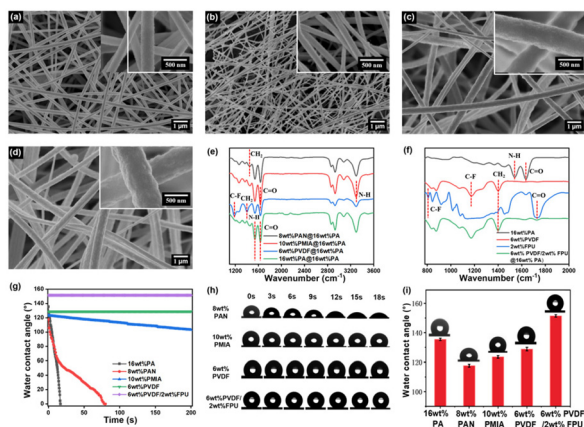 (a)
500 nm
1 µm
(b)
500 nm
1 µm
(c)
500 nm
1 µm
(d)
500 nm
1 µm
(e)
CH2
C=O
N-H
C-F
CH2
N-H
C=O
8wt%PAN@16wt%PA
10wt%PMIA@16wt%PA
6wt%PVDF@16wt%PA
16wt%PA@16wt%PA
1200 1600 2000 2400 2800 3200 3600
Wavenumber (cm-1)
(f)
N-H
C=O
C-F
CH2
C=O
C-F
16wt%PA
6wt%PVDF
2wt%FPU
6wt% PVDF/2wt% FPU
@16wt% PA)
800 1000 1200 1400 1600 1800 2000
Wavenumber (cm-1)
(g)
Water contact angle (°)
160
120
80
40
0
16wt%PA
8wt%PAN
10wt%PMIA
6wt%PVDF
6wt%PVDF/2wt%FPU
0 50 100 150 200
Time (s)
(h)
0s 3s 6s 9s 12s 15s 18s
8wt%
PAN
10wt%
PMIA
6wt%
PVDF
6wt%PVDF/
2wt%FPU
(i)
Water contact angle (°)
160
140
120
100
16wt% 8wt% 10wt% 6wt% 6wt% PVDF
PA PAN PMIA PVDF /2wt% FPU